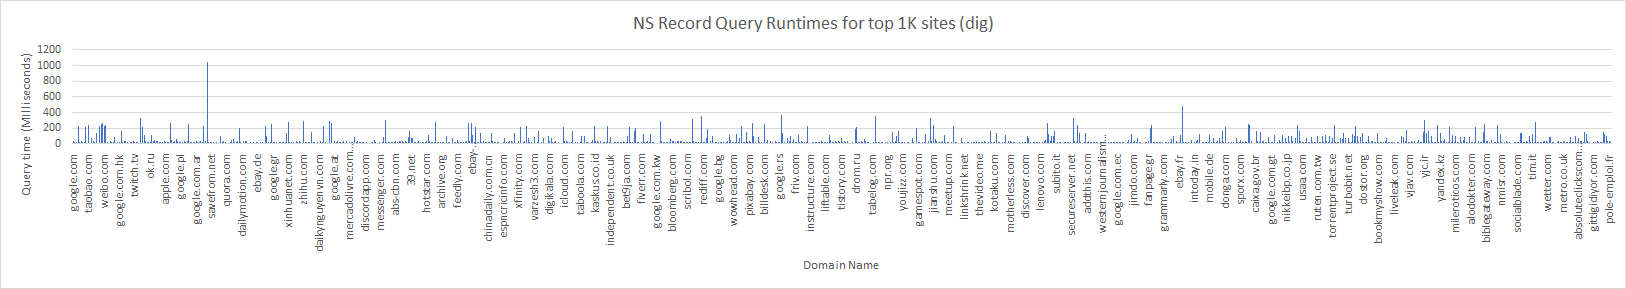 NS Record Query Runtimes for top 1K sites (dig)
Query time (Milliseconds)
1200
1000
800
600
400
200
0
google.com
taobao.com
weibo.com
google.com.hk
twitch.tv
ok.ru
apple.com
google.pl
google.com.ar
savefrom.net
quora.com
dailymotion.com
ebay.de
google.gr
xinhuanet.com
zhihu.com
daikynguyenvn.com
google.at
mercadolivre.com…
discordapp.com
messenger.com
abs-cbn.com
39.net
hotstar.com
archive.org
feedly.com
ebay-…
chinadaily.com.cn
espncricinfo.com
xfinity.com
varzesh3.com
digikala.com
icloud.com
taboola.com
kaskus.co.id
independent.co.uk
bet9ja.com
fiverr.com
google.com.kw
bloomberg.com
scribol.com
rediff.com
google.bg
wowhead.com
pixabay.com
billdesk.com
google.rs
friv.com
instructure.com
liftable.com
tistory.com
drom.ru
tabelog.com
npr.org
youjizz.com
gamespot.com
jianshu.com
meetup.com
linkshrink.net
thevideo.me
kotaku.com
motherless.com
discover.com
lenovo.com
subito.it
secureserver.net
addthis.com
westernjournalism…
google.com.ec
jimdo.com
fanpage.gr
grammarly.com
ebay.fr
intoday.in
mobile.de
donga.com
sporx.com
caixa.gov.br
google.com.gt
nikkeibp.co.jp
usaa.com
ruten.com.tw
torrentproject.se
turbobit.net
dostor.org
bookmyshow.com
liveleak.com
vjav.com
yjc.ir
yandex.kz
mileroticos.com
alodokter.com
biblegateway.com
nmisr.com
socialblade.com
tim.it
wetter.com
metro.co.uk
absoluteclickscom…
gittigidiyor.com
pole-emploi.fr
Domain Name